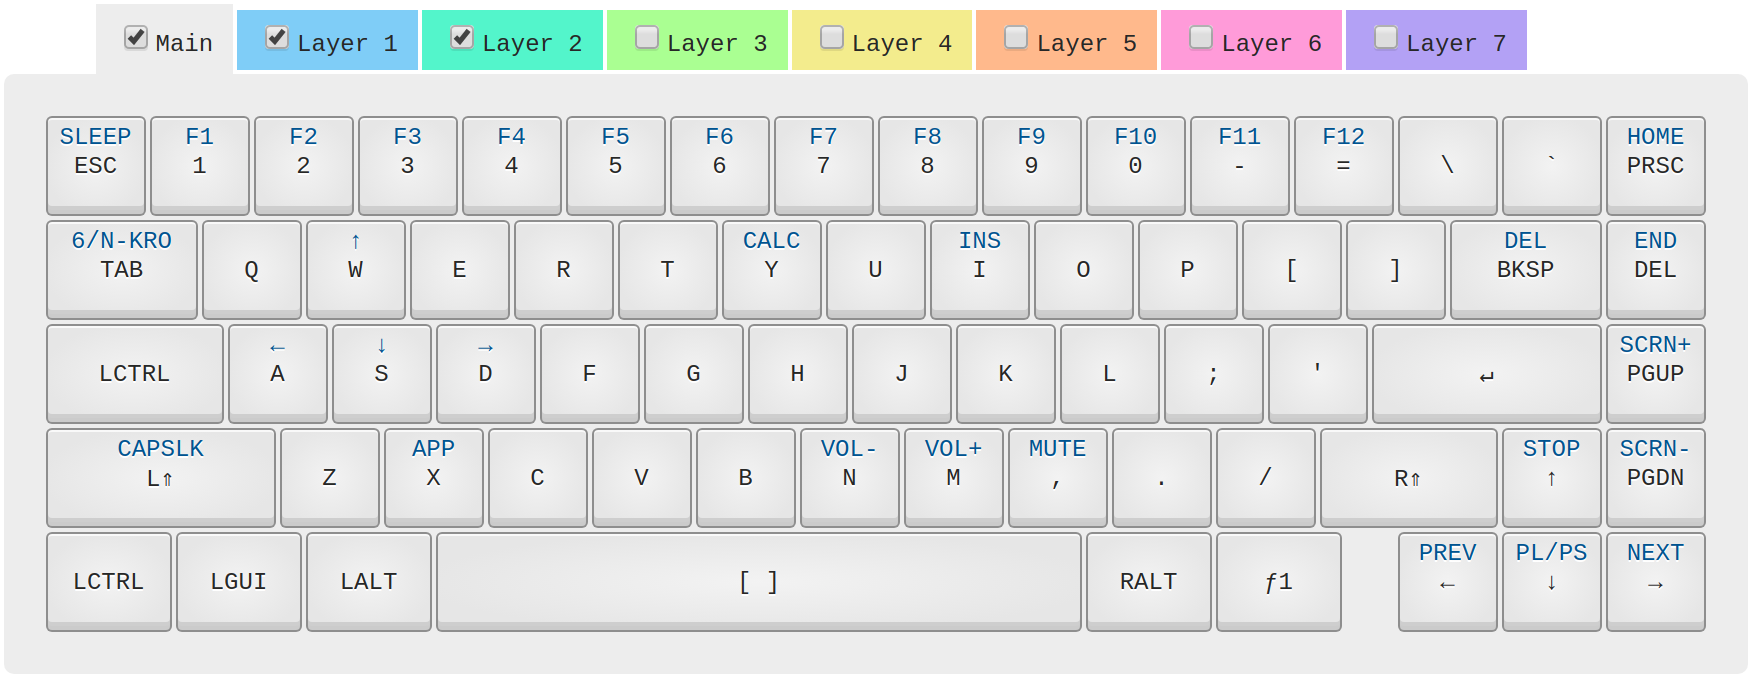 Main Layer 1 Layer 2 Layer 3 Layer 4 Layer 5 Layer 6 Layer 7
SLEEP F1 F2 F3 F4 F5 F6 F7 F8 F9 F10 F11 F12 HOME
ESC 1 2 3 4 5 6 7 8 9 0 - = \ ` PRSC
6/N-KRO ↑ CALC INS DEL END
TAB Q W E R T Y U I O P [ ] BKSP DEL
← ↓ → SCRN+
LCTRL A S D F G H J K L ; ' ↵ PGUP
CAPSLK APP VOL- VOL+ MUTE STOP SCRN-
L⇑ Z X C V B N M , . / R⇑ ↑ PGDN
PREV PL/PS NEXT
LCTRL LGUI LALT [ ] RALT ƒ1 ← ↓ →